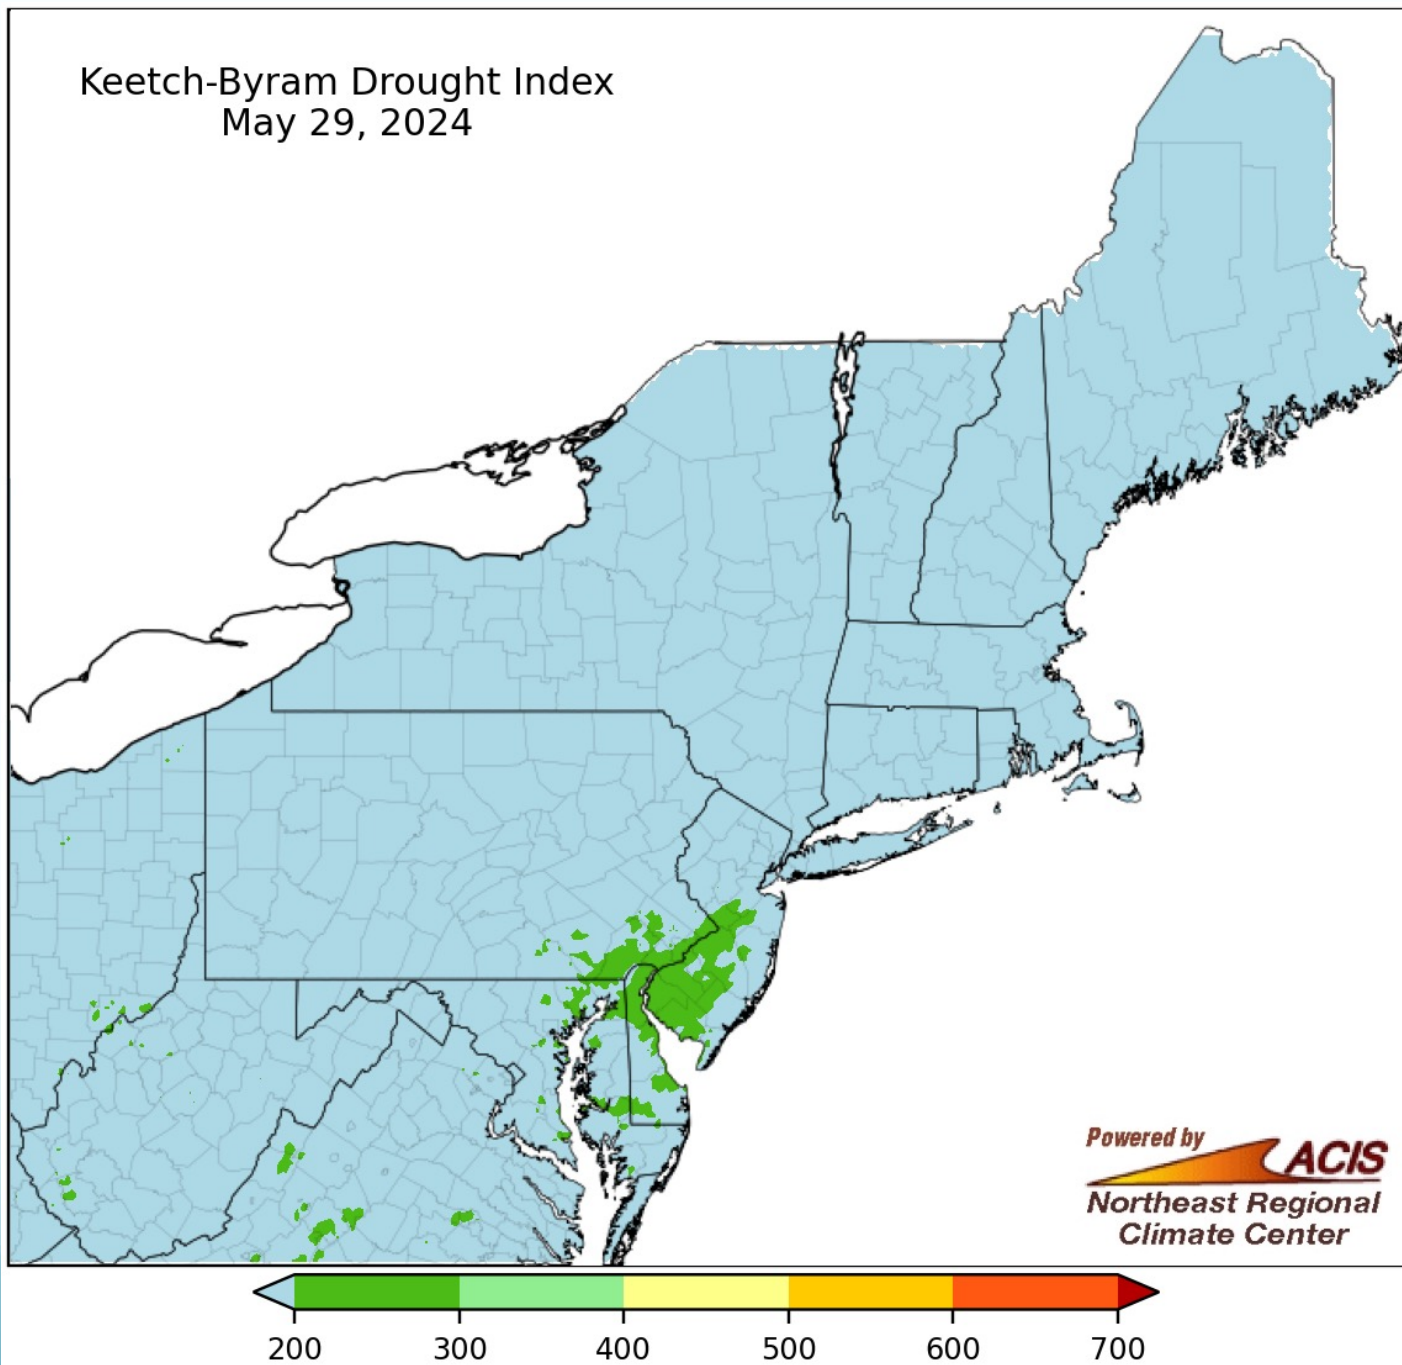 Keetch-Byram Drought Index
May 29, 2024
Powered by
ACIS
Northeast Regional
Climate Center
200 300 400 500 600 700